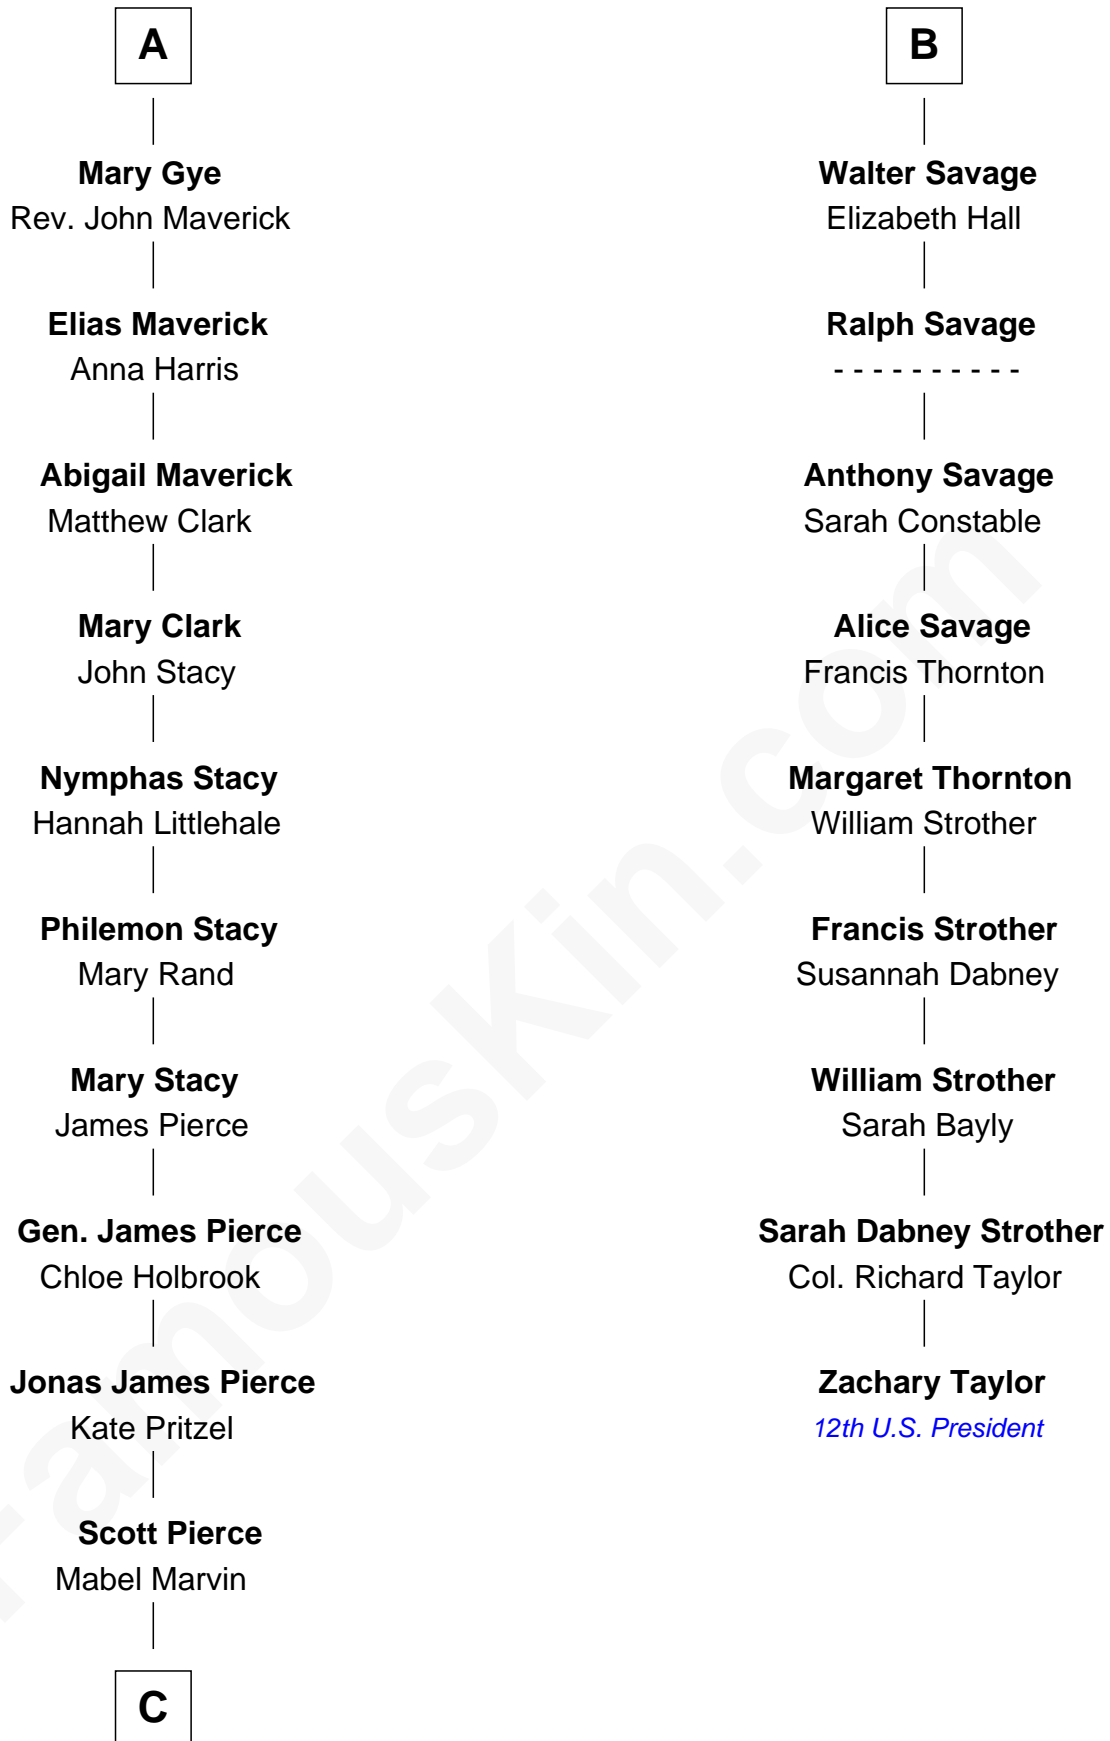 A
Mary Gye
Rev. John Maverick
Elias Maverick
Anna Harris
Abigail Maverick
Matthew Clark
Mary Clark
John Stacy
Nymphas Stacy
Hannah Littlehale
Philemon Stacy
Mary Rand
Mary Stacy
James Pierce
Gen. James Pierce
Chloe Holbrook
Jonas James Pierce
Kate Pritzel
Scott Pierce
Mabel Marvin
C
B
Walter Savage
Elizabeth Hall
Ralph Savage
- - - - - - - - - -
Anthony Savage
Sarah Constable
Alice Savage
Francis Thornton
Margaret Thornton
William Strother
Francis Strother
Susannah Dabney
William Strother
Sarah Bayly
Sarah Dabney Strother
Col. Richard Taylor
Zachary Taylor
12th U.S. President
FamousKin.com